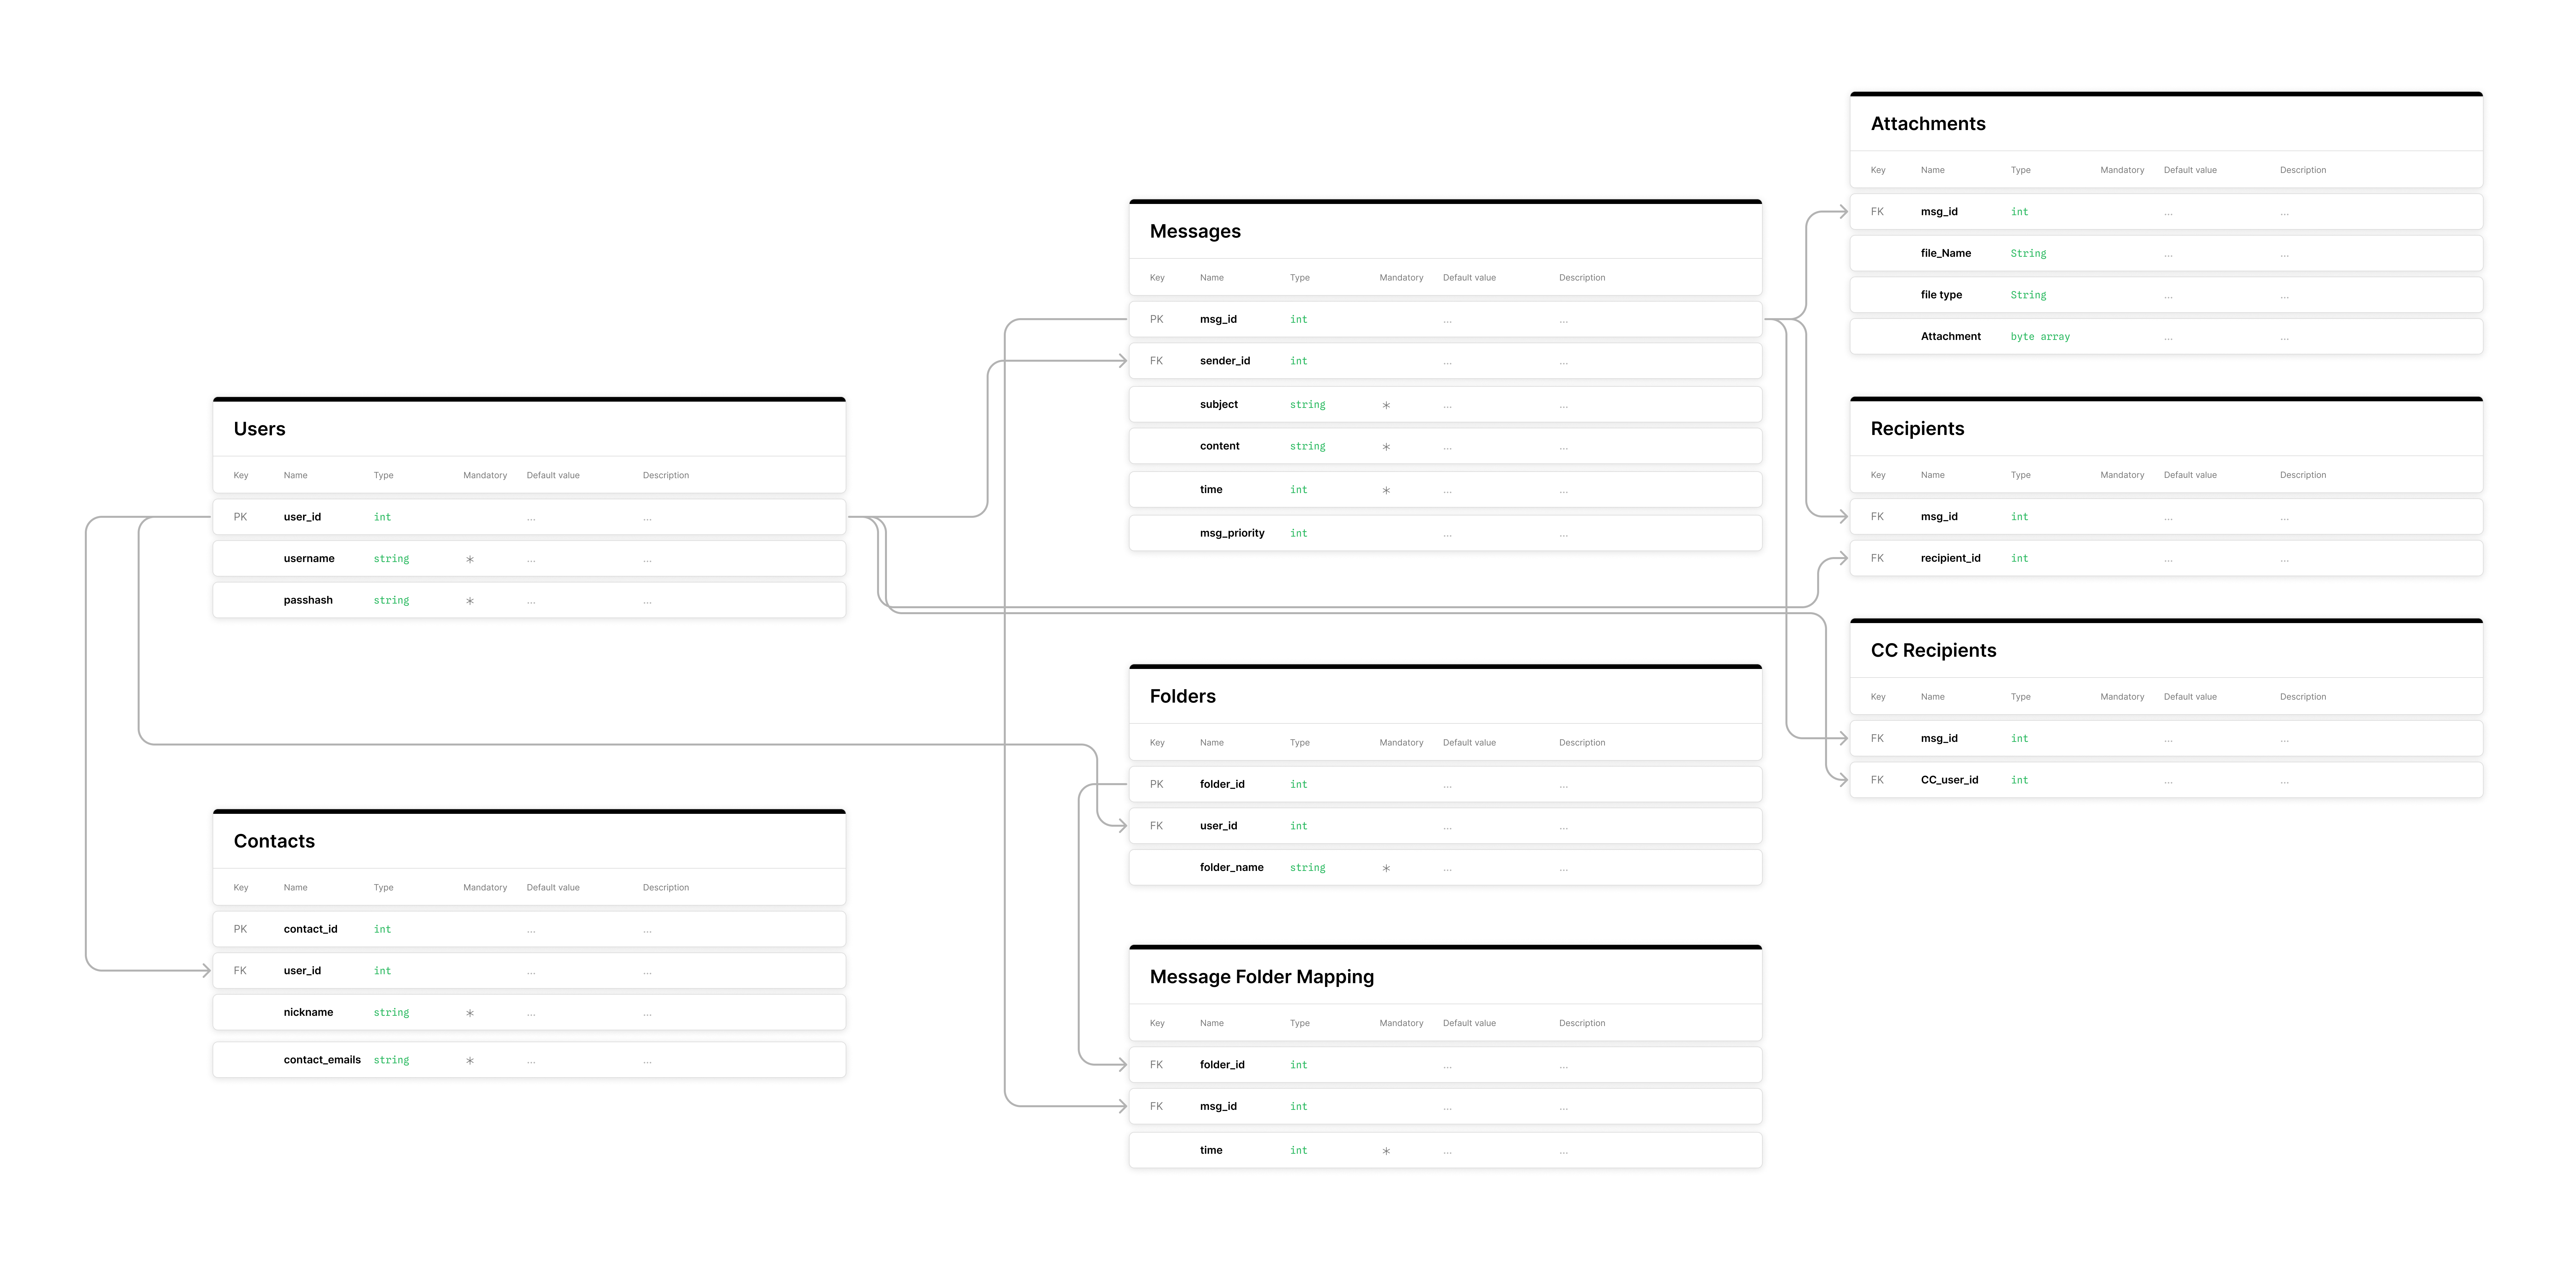 Users
Key Name Type Mandatory Default value Description
PK user_id int ... ...
username string * ... ...
passhash string * ... ...
Contacts
Key Name Type Mandatory Default value Description
PK contact_id int ... ...
FK user_id int ... ...
nickname string * ... ...
contact_emails string * ... ...
Messages
Key Name Type Mandatory Default value Description
PK msg_id int ... ...
FK sender_id int ... ...
subject string * ... ...
content string * ... ...
time int * ... ...
msg_priority int ... ...
Folders
Key Name Type Mandatory Default value Description
PK folder_id int ... ...
FK user_id int ... ...
folder_name string * ... ...
Message Folder Mapping
Key Name Type Mandatory Default value Description
FK folder_id int ... ...
FK msg_id int ... ...
time int * ... ...
Attachments
Key Name Type Mandatory Default value Description
FK msg_id int ... ...
file_Name String ... ...
file type String ... ...
Attachment byte array ... ...
Recipients
Key Name Type Mandatory Default value Description
FK msg_id int ... ...
FK recipient_id int ... ...
CC Recipients
Key Name Type Mandatory Default value Description
FK msg_id int ... ...
FK CC_user_id int ... ...